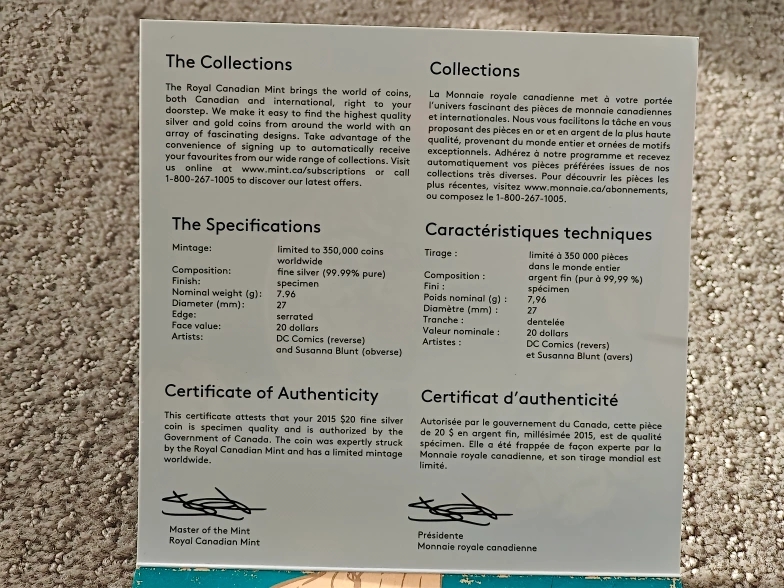 The Collections
The Royal Canadian Mint brings the world of coins,
both Canadian and international, right to your
doorstep. We make it easy to find the highest quality
silver and gold coins from around the world with an
array of fascinating designs. Take advantage of the
convenience of signing up to automatically receive
your favourites from our wide range of collections. Visit
us online at www.mint.ca/subscriptions or call
1-800-267-1005 to discover our latest offers.
The Specifications
Mintage: limited to 350,000 coins
worldwide
Composition: fine silver (99.99% pure)
Finish: specimen
Nominal weight (g): 7.96
Diameter (mm): 27
Edge: serrated
Face value: 20 dollars
Artists: DC Comics (reverse)
and Susanna Blunt (obverse)
Certificate of Authenticity
This certificate attests that your 2015 $20 fine silver
coin is specimen quality and is authorized by the
Government of Canada. The coin was expertly struck
by the Royal Canadian Mint and has a limited mintage
worldwide.
Master of the Mint
Royal Canadian Mint
Collections
La Monnaie royale canadienne met à votre portée
l'univers fascinant des pièces de monnaie canadiennes
et internationales. Nous vous facilitons la tâche en vous
proposant des pièces en or et en argent de la plus haute
qualité, provenant du monde entier et ornées de motifs
exceptionnels. Adhérez à notre programme et recevez
automatiquement vos pièces préférées issues de nos
collections très diverses. Pour découvrir les pièces les
plus récentes, visitez www.monnaie.ca/abonnements,
ou composez le 1-800-267-1005.
Caractéristiques techniques
Tirage : limité à 350 000 pièces
dans le monde entier
Composition : argent fin (pur à 99,99 %)
Fini : spécimen
Poids nominal (g) : 7,96
Diamètre (mm) : 27
Tranche : dentelée
Valeur nominale : 20 dollars
Artistes : DC Comics (revers)
et Susanna Blunt (avers)
Certificat d'authenticité
Autorisée par le gouvernement du Canada, cette pièce
de 20 $ en argent fin, millésimée 2015, est de qualité
spécimen. Elle a été frappée de façon experte par la
Monnaie royale canadienne, et son tirage mondial est
limité.
Présidente
Monnaie royale canadienne